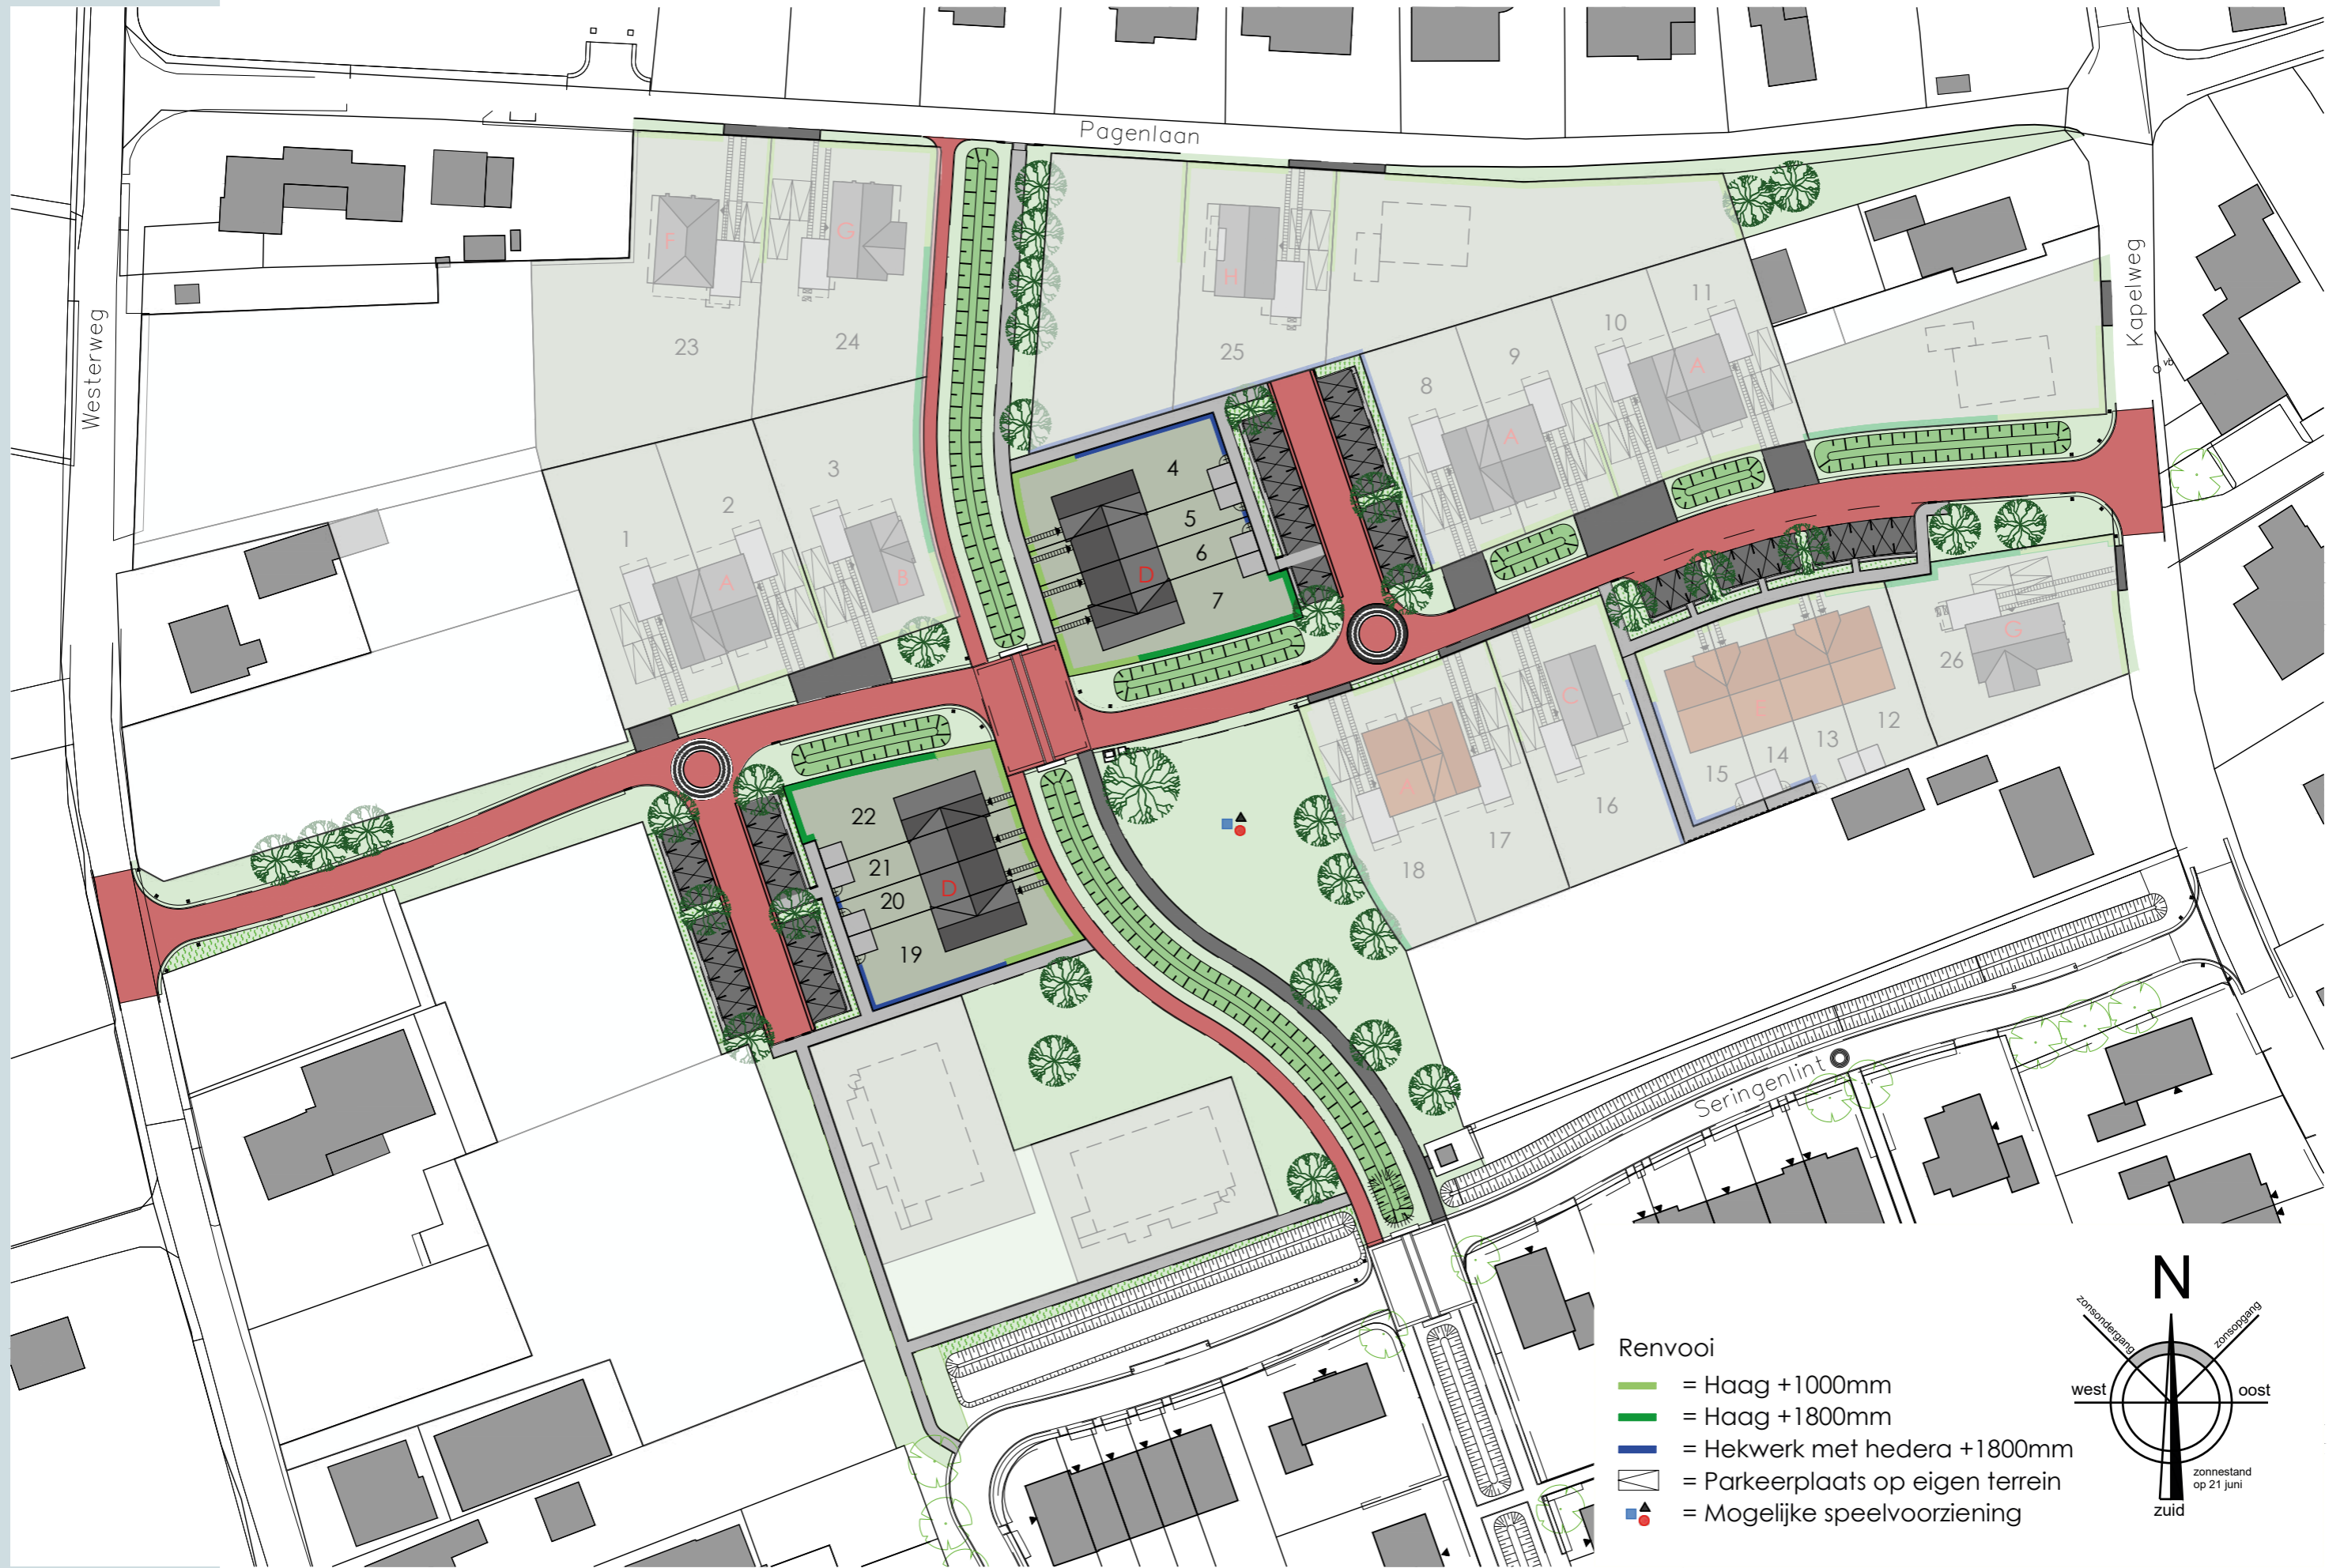 Pagenlaan
Westerweg
Kapelweg
vb
F
G
H
23
24
25
11
10
9
8
A
A
3
2
1
A
B
4
5
6
7
D
C
G
26
12
13
14
15
16
17
18
A
22
21
20
19
D
Seringenlint
Renvooi
= Haag +1000mm
= Haag +1800mm
= Hekwerk met hedera +1800mm
= Parkeerplaats op eigen terrein
= Mogelijke speelvoorziening
N
zonsondergang
zonsopgang
west
oost
zonnestand
op 21 juni
zuid